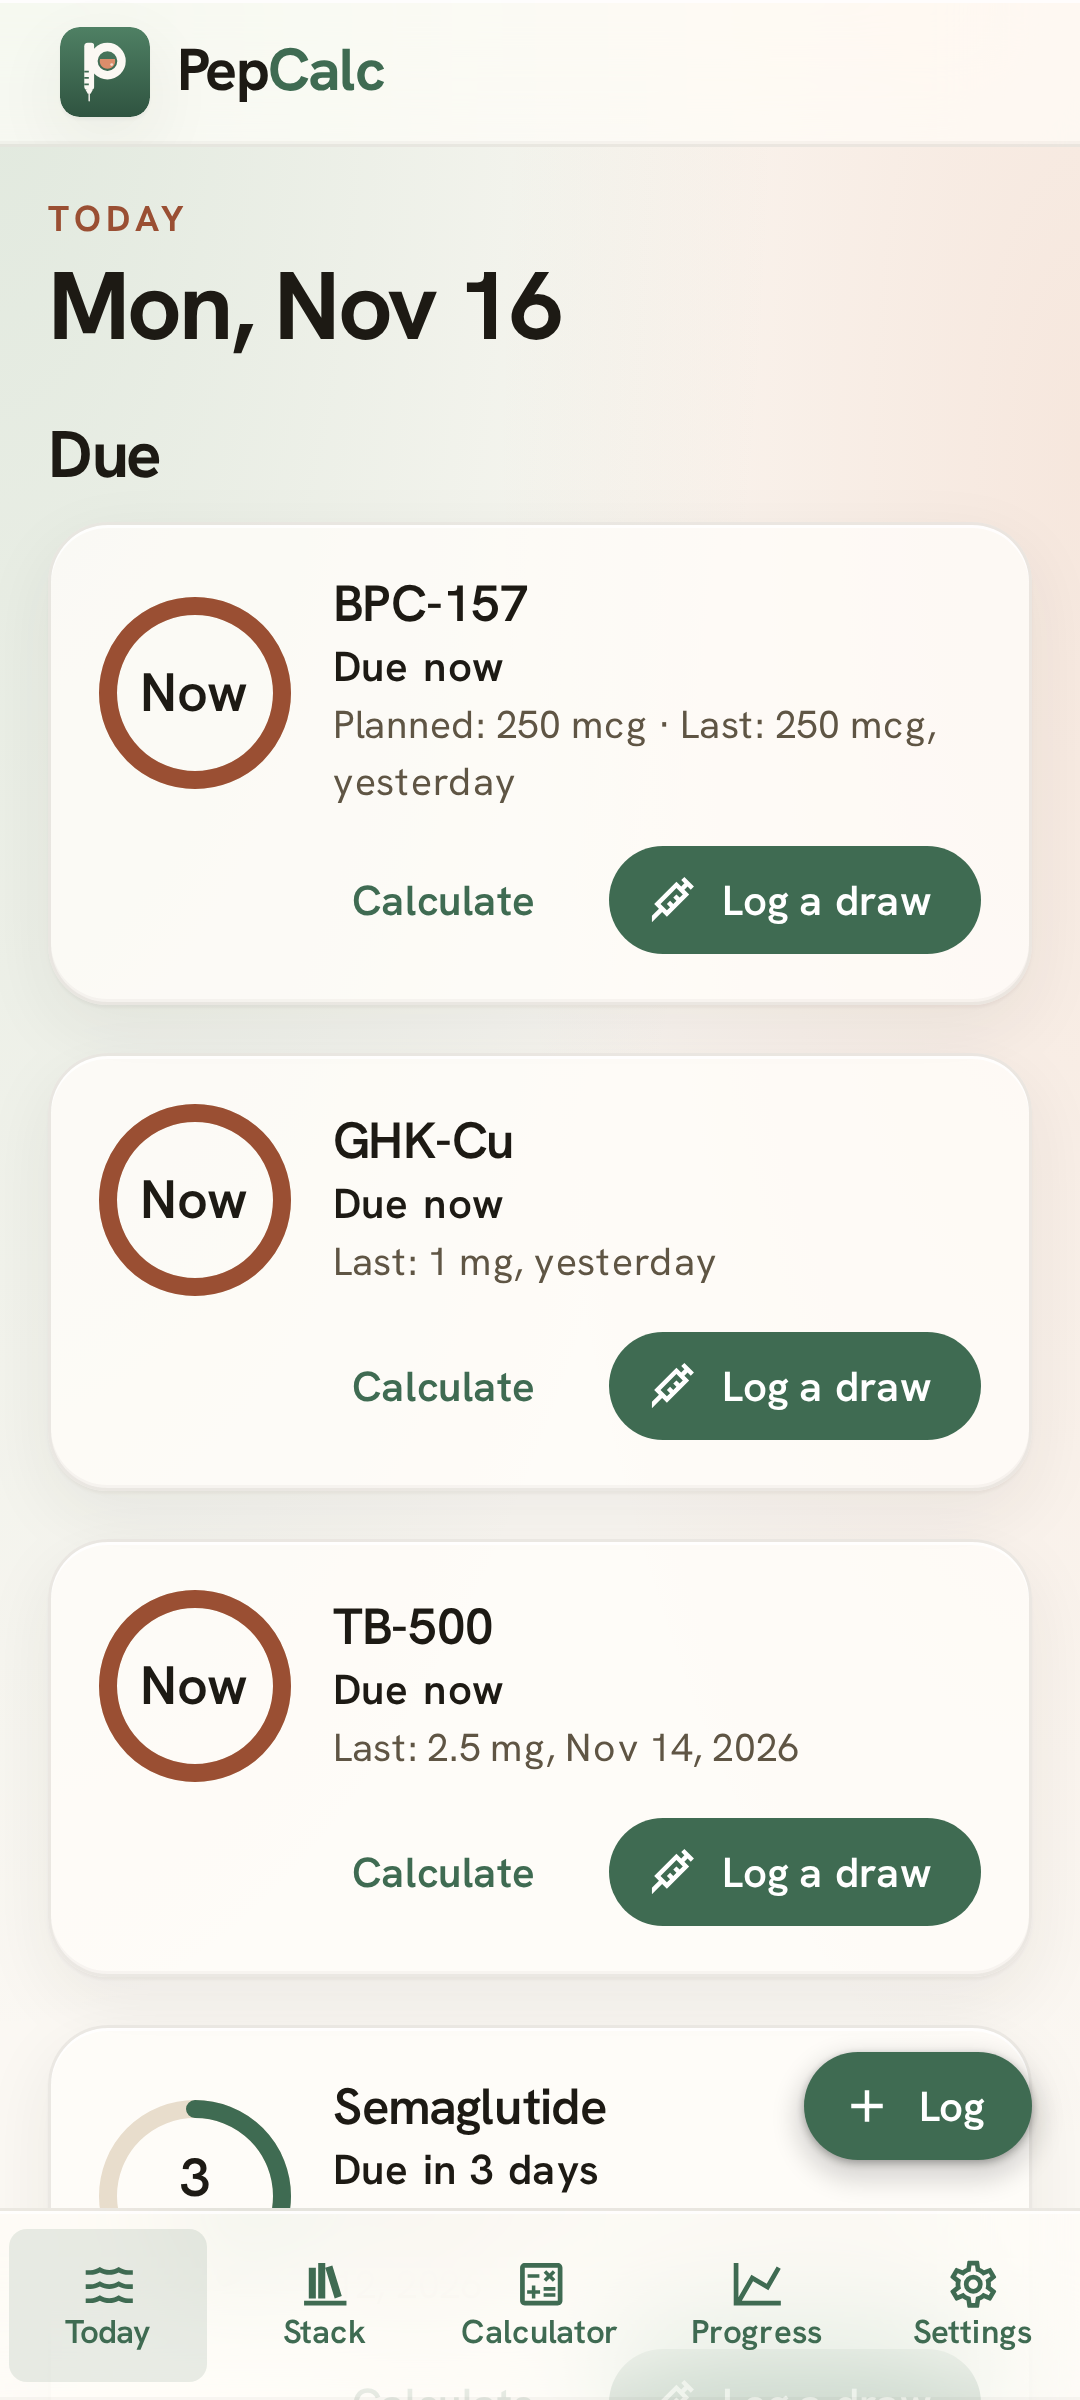 PepCalc
TODAY
Mon, Nov 16
Due
Now
BPC-157
Due now
Planned: 250 mcg · Last: 250 mcg,
yesterday
Calculate
Log a draw
Now
GHK-Cu
Due now
Last: 1 mg, yesterday
Calculate
Log a draw
Now
TB-500
Due now
Last: 2.5 mg, Nov 14, 2026
Calculate
Log a draw
3
Semaglutide
Due in 3 days
+ Log
Today
Stack
Calculator
Progress
Settings
Calculate
Log a draw